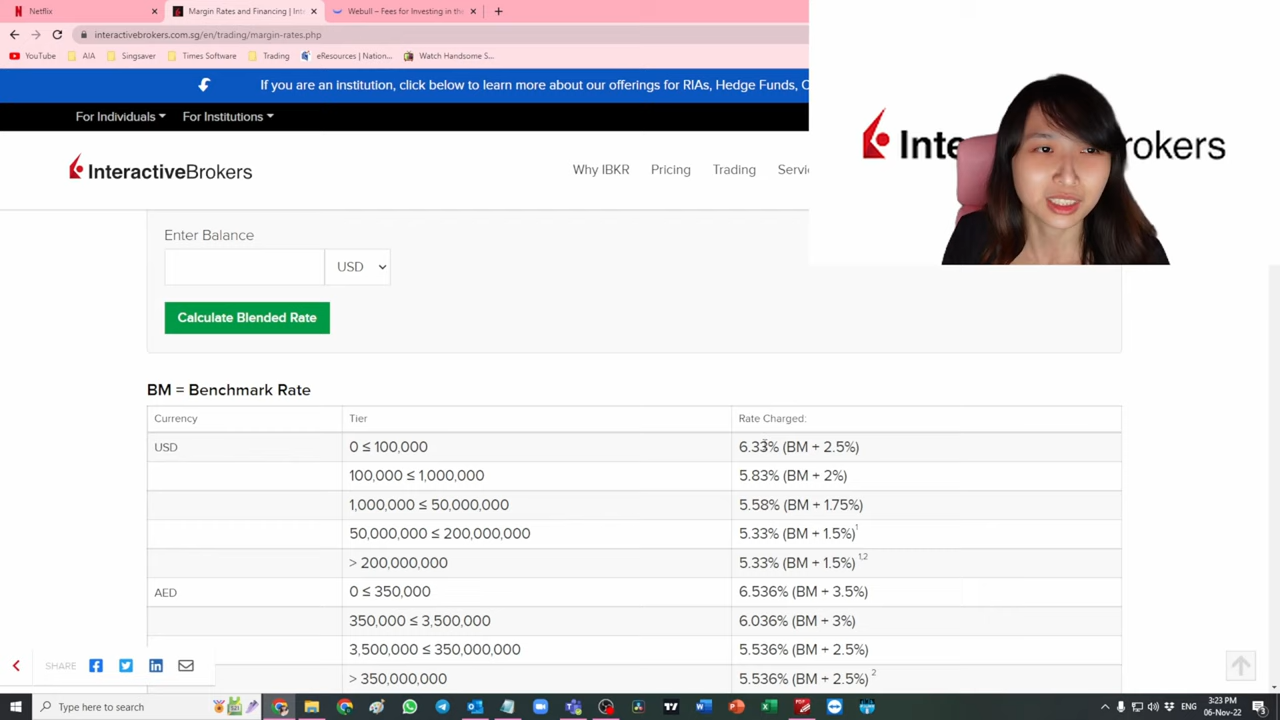 Netflix
Margin Rates and Financing | Inte
Webull – Fees for Investing in th
interactivebrokers.com.sg/en/trading/margin-rates.php
YouTube
AIA
Singsaver
Times Software
Trading
eResources | Nation...
Watch Handsome S...
If you are an institution, click below to learn more about our offerings for RIAs, Hedge Funds, C
For Individuals
For Institutions
InteractiveBrokers
Why IBKR
Pricing
Trading
Servi
Inte rokers
Enter Balance
USD
Calculate Blended Rate
BM = Benchmark Rate
Currency Tier Rate Charged:
USD 0 ≤ 100,000 6.33% (BM + 2.5%)
100,000 ≤ 1,000,000 5.83% (BM + 2%)
1,000,000 ≤ 50,000,000 5.58% (BM + 1.75%)
50,000,000 ≤ 200,000,000 5.33% (BM + 1.5%)1
> 200,000,000 5.33% (BM + 1.5%) 1,2
AED 0 ≤ 350,000 6.536% (BM + 3.5%)
350,000 ≤ 3,500,000 6.036% (BM + 3%)
3,500,000 ≤ 350,000,000 5.536% (BM + 2.5%)
> 350,000,000 5.536% (BM + 2.5%) 2
SHARE
Type here to search
ENG
3:23 PM
06-Nov-22